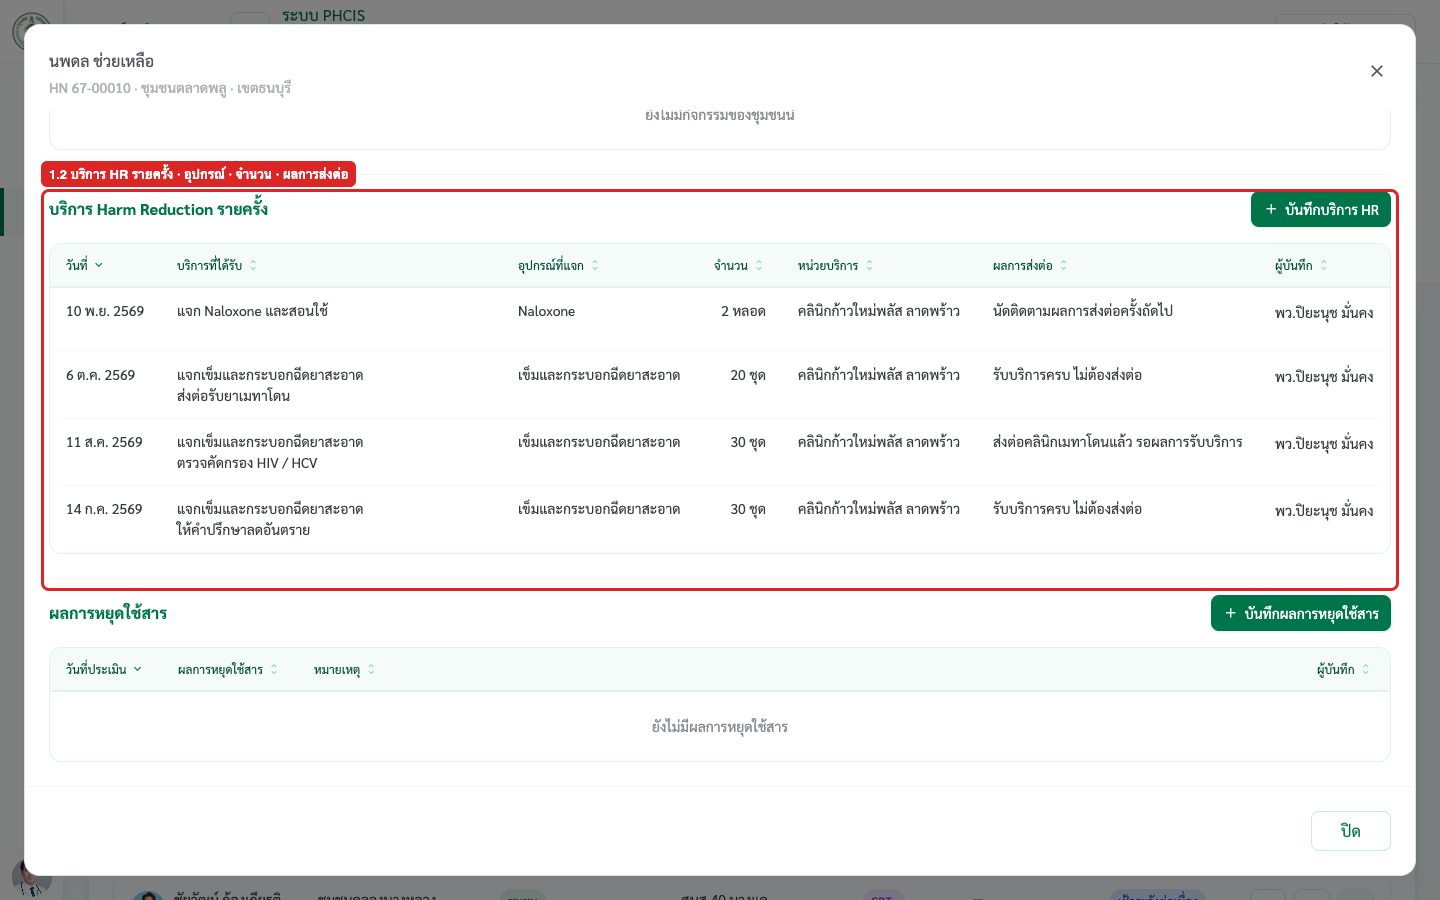 ระบบ PHCIS
นพดล ช่วยเหลือ
HN 67-00010 · ชุมชนตลาดพลู · เขตธนบุรี
ยังไม่มีกิจกรรมของชุมชนนี้
1.2 บริการ HR รายครั้ง · อุปกรณ์ · จำนวน · ผลการส่งต่อ
บริการ Harm Reduction รายครั้ง
+ บันทึกบริการ HR
วันที่ บริการที่ได้รับ อุปกรณ์ที่แจก จำนวน หน่วยบริการ ผลการส่งต่อ ผู้บันทึก
10 พ.ย. 2569 แจก Naloxone และสอนใช้ Naloxone 2 หลอด คลินิกก้าวใหม่พลัส ลาดพร้าว นัดติดตามผลการส่งต่อครั้งถัดไป พว.ปิยะนุช มั่นคง
6 ต.ค. 2569 แจกเข็มและกระบอกฉีดยาสะอาด เข็มและกระบอกฉีดยาสะอาด 20 ชุด คลินิกก้าวใหม่พลัส ลาดพร้าว รับบริการครบ ไม่ต้องส่งต่อ พว.ปิยะนุช มั่นคง
ส่งต่อรับยาเมทาโดน
11 ส.ค. 2569 แจกเข็มและกระบอกฉีดยาสะอาด เข็มและกระบอกฉีดยาสะอาด 30 ชุด คลินิกก้าวใหม่พลัส ลาดพร้าว ส่งต่อคลินิกเมทาโดนแล้ว รอผลการรับบริการ พว.ปิยะนุช มั่นคง
ตรวจคัดกรอง HIV / HCV
14 ก.ค. 2569 แจกเข็มและกระบอกฉีดยาสะอาด เข็มและกระบอกฉีดยาสะอาด 30 ชุด คลินิกก้าวใหม่พลัส ลาดพร้าว รับบริการครบ ไม่ต้องส่งต่อ พว.ปิยะนุช มั่นคง
ให้คำปรึกษาลดอันตราย
ผลการหยุดใช้สาร
+ บันทึกผลการหยุดใช้สาร
วันที่ประเมิน ผลการหยุดใช้สาร หมายเหตุ ผู้บันทึก
ยังไม่มีผลการหยุดใช้สาร
ปิด